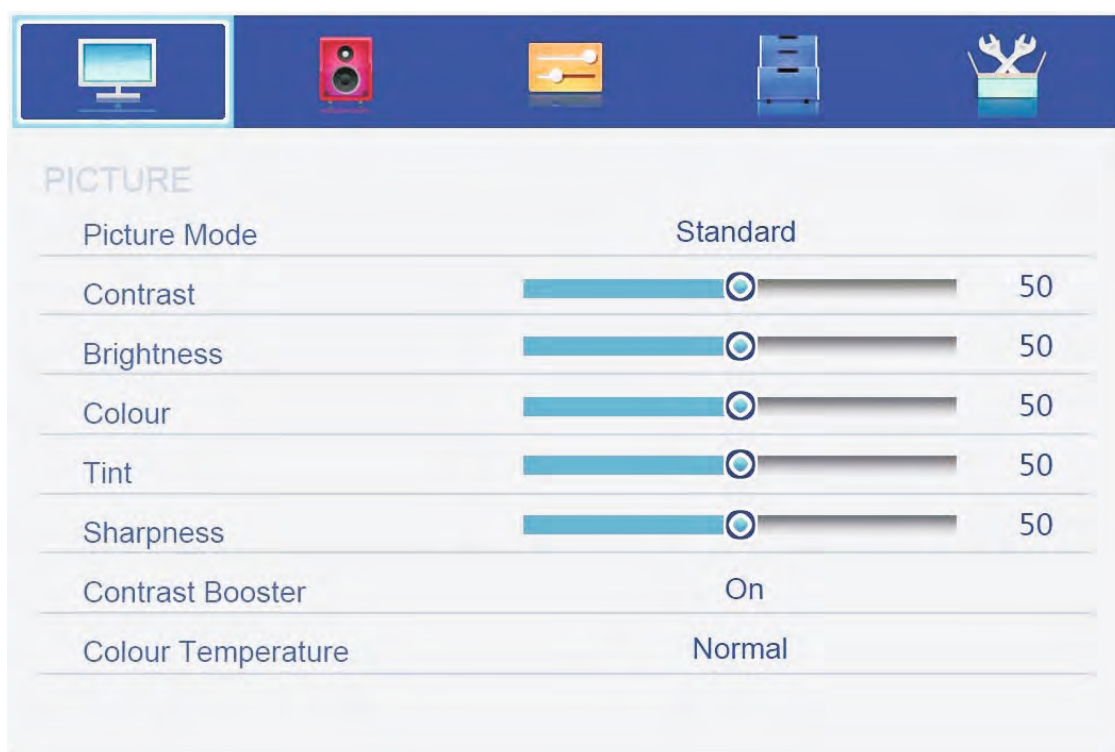 PICTURE
Picture Mode Standard
Contrast 50
Brightness 50
Colour 50
Tint 50
Sharpness 50
Contrast Booster On
Colour Temperature Normal